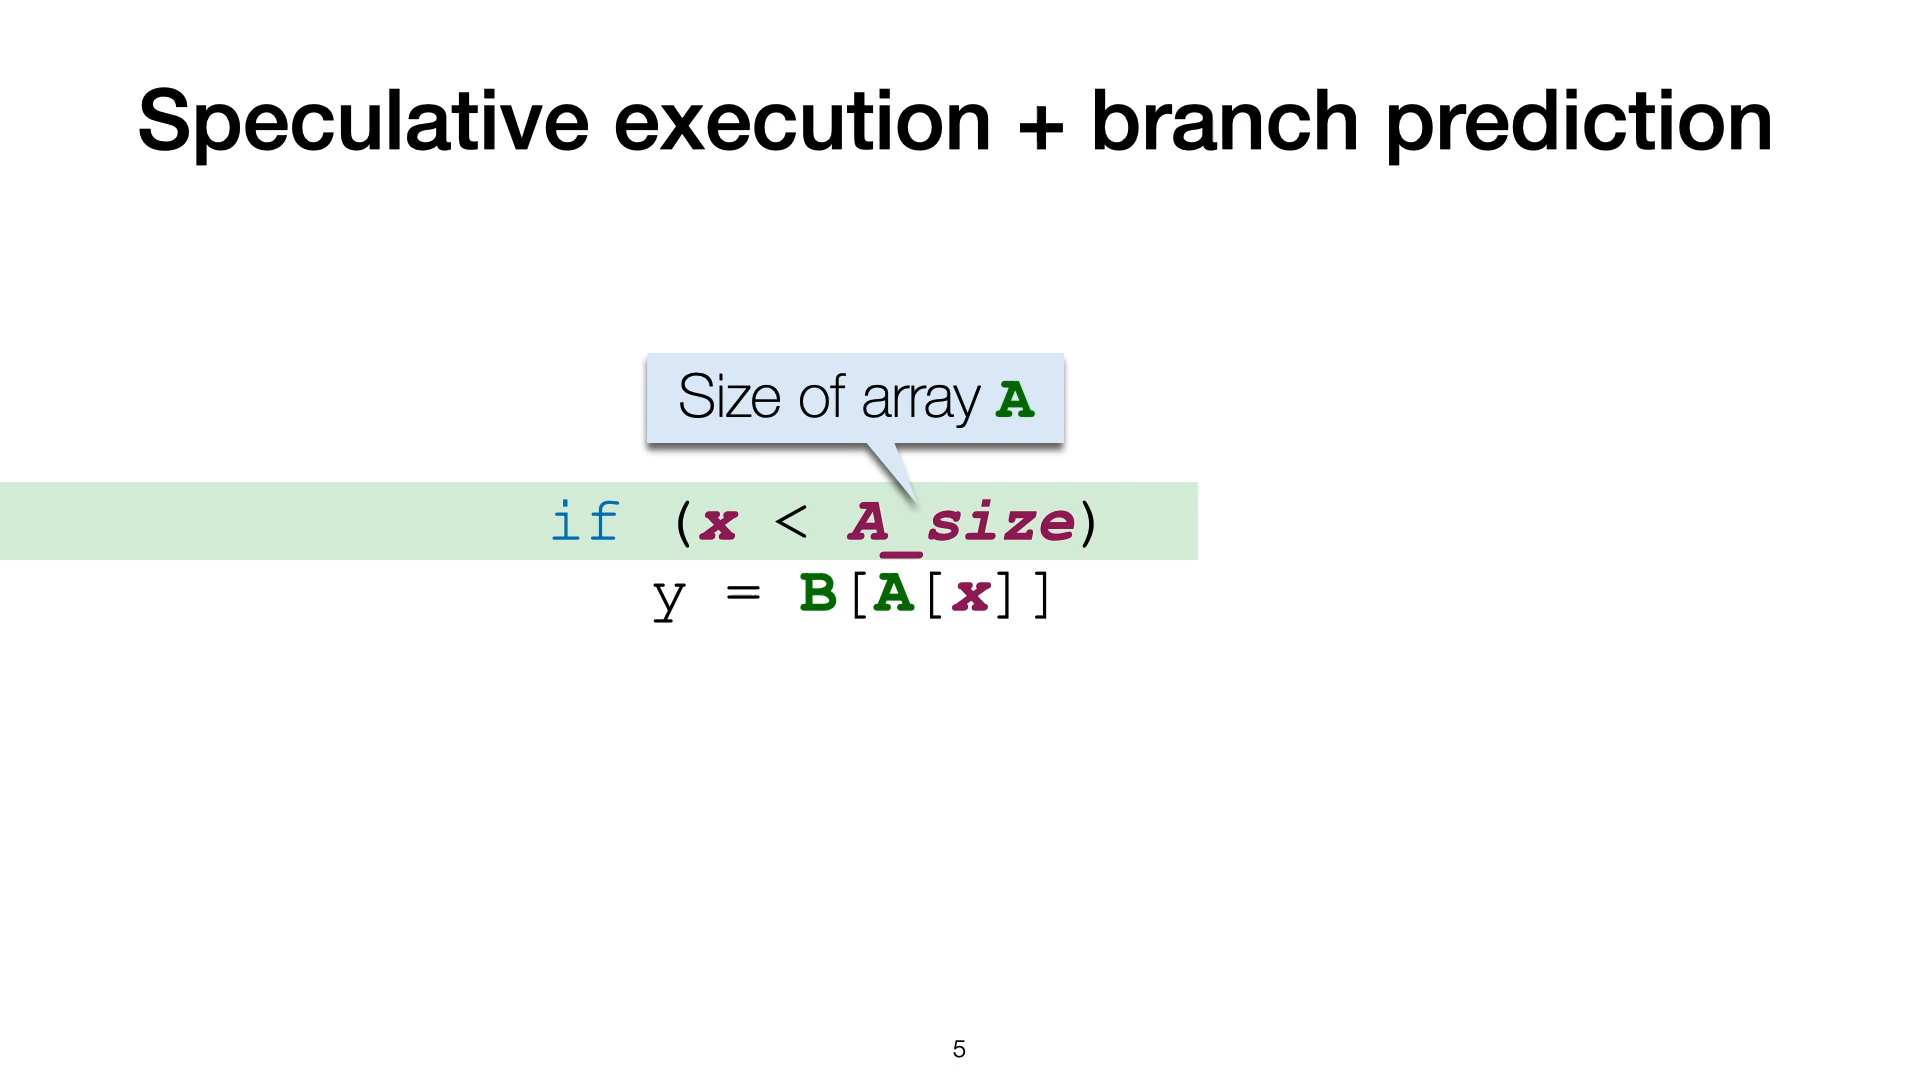 Speculative execution + branch prediction
Size of array A
if (x < A_size)
y = B[A[x]]
5